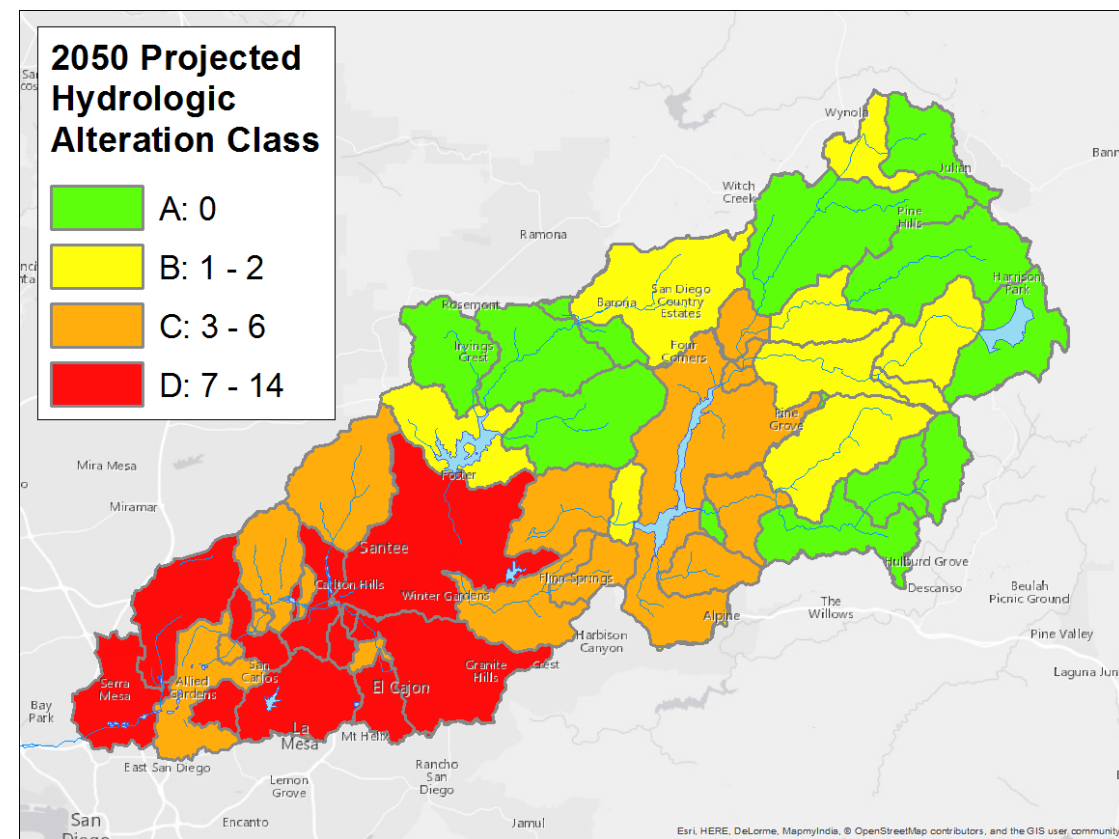 2050 Projected
Hydrologic
Alteration Class
A: 0
B: 1 - 2
C: 3 - 6
D: 7 - 14
Wynola
Julian
Witch
Creek
Pine
Hills
Ramona
Harrison
Park
San Diego
Country
Estates
Barona
Rosemont
Irvings
Crest
Four
Corners
Pine
Grove
Mira Mesa
Foster
Miramar
Santee
Carlton Hills
Flinn Springs
Winter Gardens
Hulburd Grove
Descanso
Beulah
Picnic Ground
The
Willows
Alpine
Harbison
Canyon
Pine Valley
Crest
Granite
Hills
Laguna Jun
San
Carlos
Allied
Gardens
Serra
Mesa
El Cajon
Bay
Park
La
Mesa
Mt Helix
East San Diego
Rancho
San
Diego
Lemon
Grove
San
Diego
Encanto
Jamul
Esri, HERE, DeLorme, MapmyIndia, © OpenStreetMap contributors, and the GIS user community